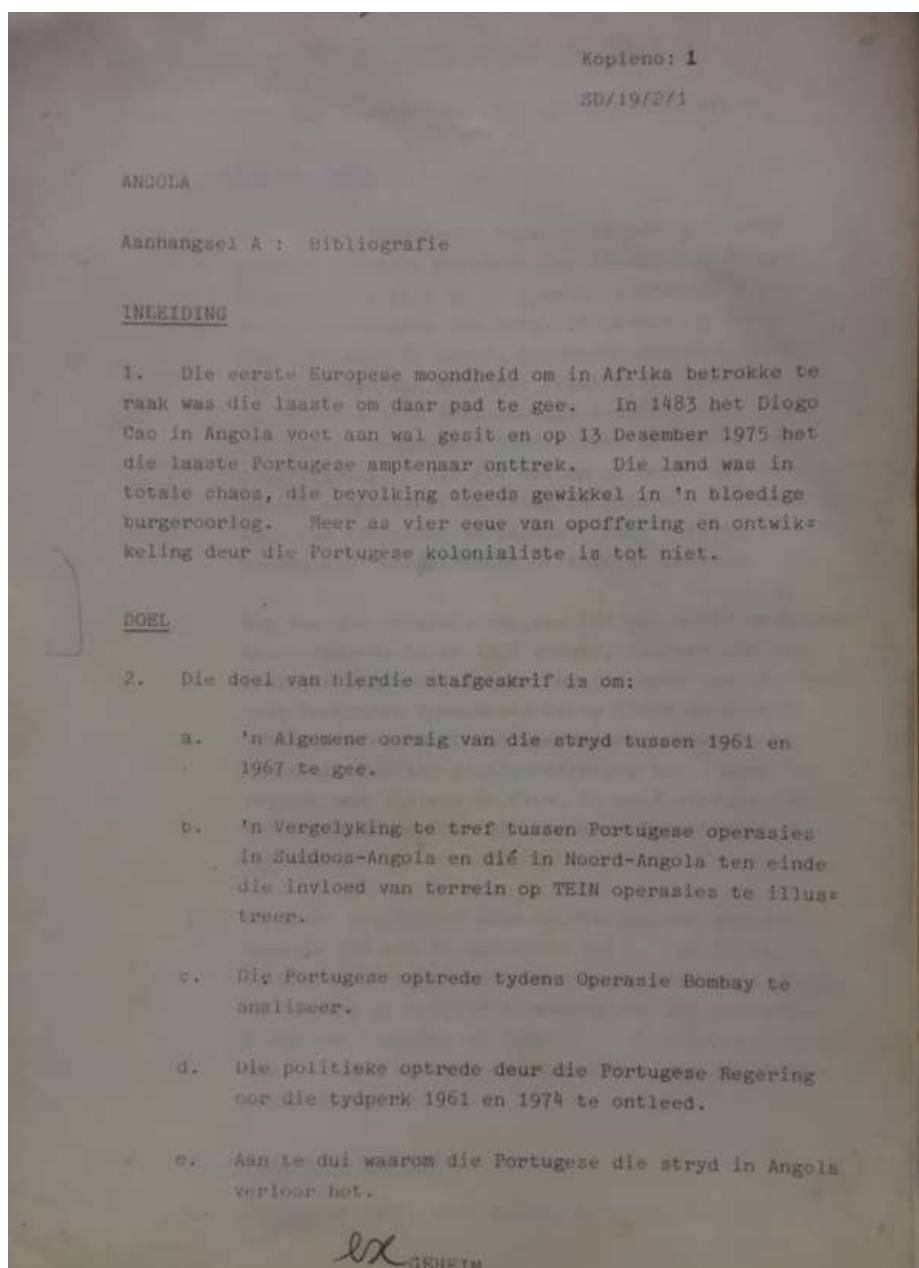 Kopieno: 1
SD/19/2/1
ANGOLA
Aanhangsel A : Bibliografie
INLEIDING
1. Die eerste Europese moondheid om in Afrika betrokke te
raak was die laaste om daar pad te gee. In 1483 het Diogo
Cao in Angola voet aan wal gesit en op 13 Desember 1975 het
die laaste Portugese amptenaar onttrek. Die land was in
totale chaos, die bevolking steeds gewikkel in 'n bloedige
burgeroorlog. Meer as vier eeue van opoffering en ontwik=
keling deur die Portugese kolonialiste is tot niet.
DOEL
2. Die doel van hierdie stafgeskrif is om:
a. 'n Algemene oorsig van die stryd tussen 1961 en
1967 te gee.
b. 'n Vergelyking te tref tussen Portugese operasies
in Suidoos-Angola en dié in Noord-Angola ten einde
die invloed van terrein op TEIN operasies te illus=
treer.
c. Die Portugese optrede tydens Operasie Bombay te
analiseer.
d. Die politieke optrede deur die Portugese Regering
oor die tydperk 1961 en 1974 te ontleed.
e. Aan te dui waarom die Portugese die stryd in Angola
verloor het.
ex GEHEIM